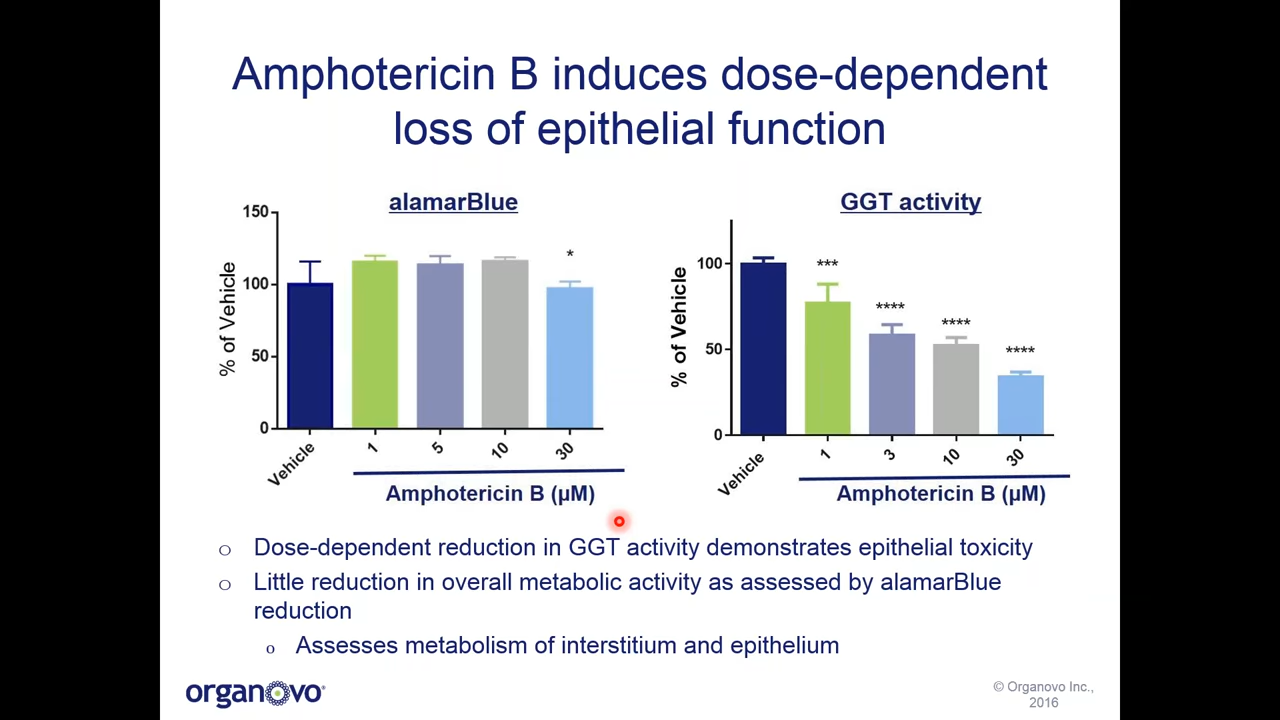 Amphotericin B induces dose-dependent
loss of epithelial function
alamarBlue
% of Vehicle
150
100
50
0
*
Vehicle
1
5
10
30
Amphotericin B (µM)
GGT activity
% of Vehicle
100
50
0
***
****
****
****
Vehicle
1
3
10
30
Amphotericin B (µM)
o Dose-dependent reduction in GGT activity demonstrates epithelial toxicity
o Little reduction in overall metabolic activity as assessed by alamarBlue
reduction
o Assesses metabolism of interstitium and epithelium
organovo®
© Organovo Inc.,
2016